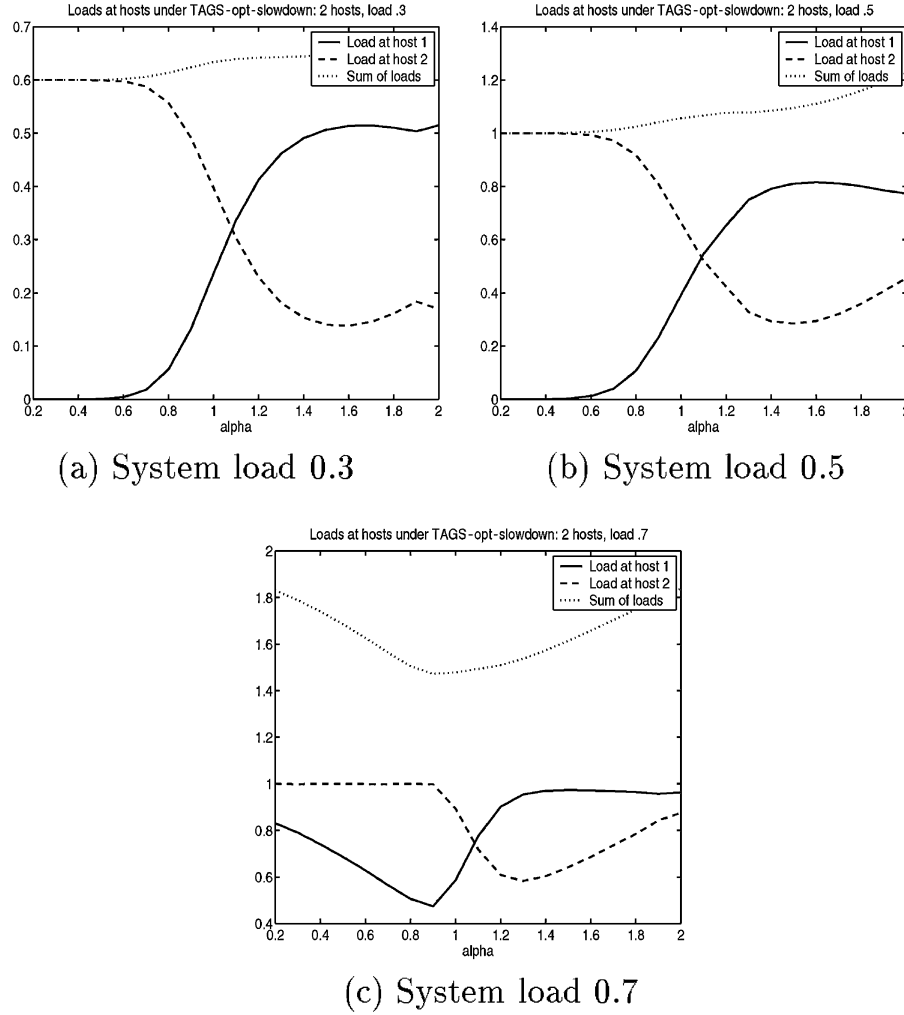 Loads at hosts under TAGS-opt-slowdown: 2 hosts, load .3
0.7
0.6
0.5
0.4
0.3
0.2
0.1
0
0.2 0.4 0.6 0.8 1 1.2 1.4 1.6 1.8 2
alpha
Load at host 1
Load at host 2
Sum of loads
(a) System load 0.3
Loads at hosts under TAGS-opt-slowdown: 2 hosts, load .5
1.4
1.2
1
0.8
0.6
0.4
0.2
0
0.2 0.4 0.6 0.8 1 1.2 1.4 1.6 1.8
alpha
Load at host 1
Load at host 2
Sum of loads
(b) System load 0.5
Loads at hosts under TAGS-opt-slowdown: 2 hosts, load .7
2
1.8
1.6
1.4
1.2
1
0.8
0.6
0.4
0.2 0.4 0.6 0.8 1 1.2 1.4 1.6 1.8 2
alpha
Load at host 1
Load at host 2
Sum of loads
(c) System load 0.7